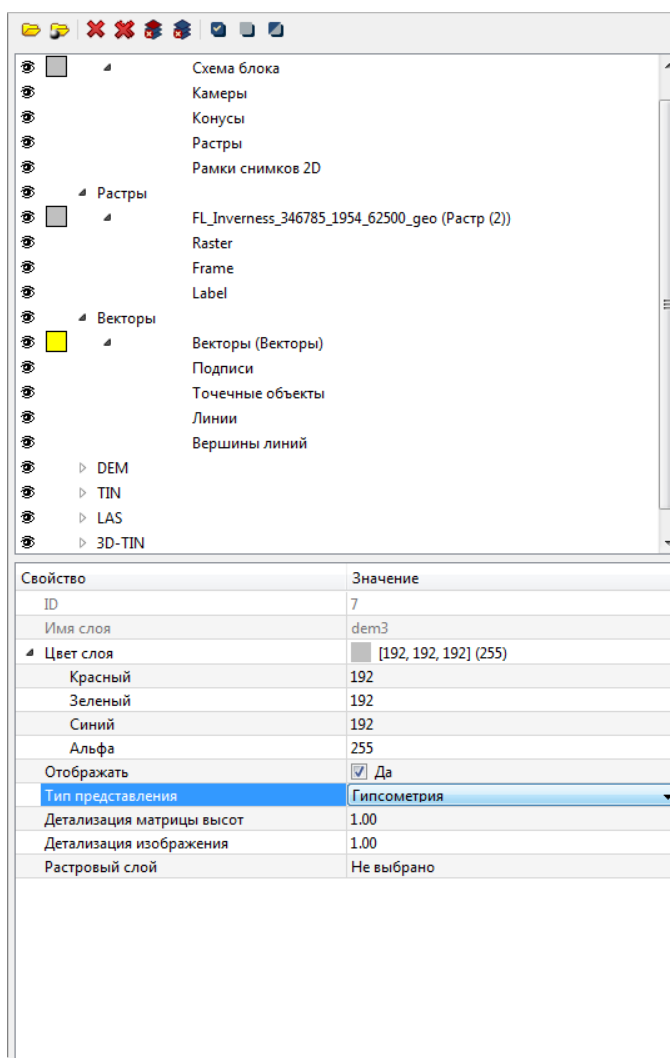 Схема блока
Камеры
Конусы
Растры
Рамки снимков 2D
Растры
FL_Inverness_346785_1954_62500_geo (Растр (2))
Raster
Frame
Label
Векторы
Векторы (Векторы)
Подписи
Точечные объекты
Линии
Вершины линий
DEM
TIN
LAS
3D-TIN
Свойство Значение
ID 7
Имя слоя dem3
Цвет слоя [192, 192, 192] (255)
Красный 192
Зеленый 192
Синий 192
Альфа 255
Отображать Да
Тип представления Гипсометрия
Детализация матрицы высот 1.00
Детализация изображения 1.00
Растровый слой Не выбрано